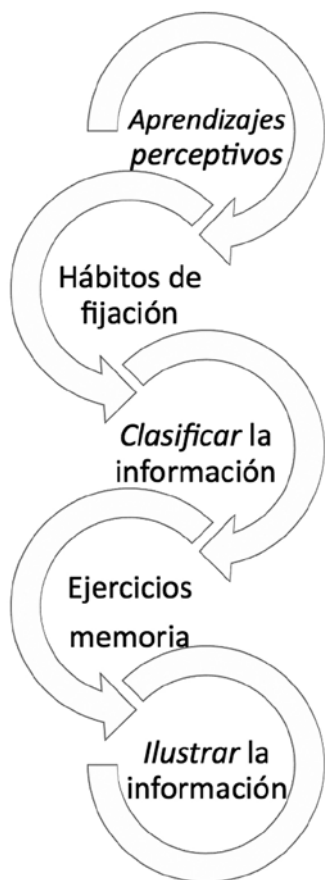 Aprendizajes
perceptivos
Hábitos de
fijación
Clasificar la
información
Ejercicios
memoria
Ilustrar la
información